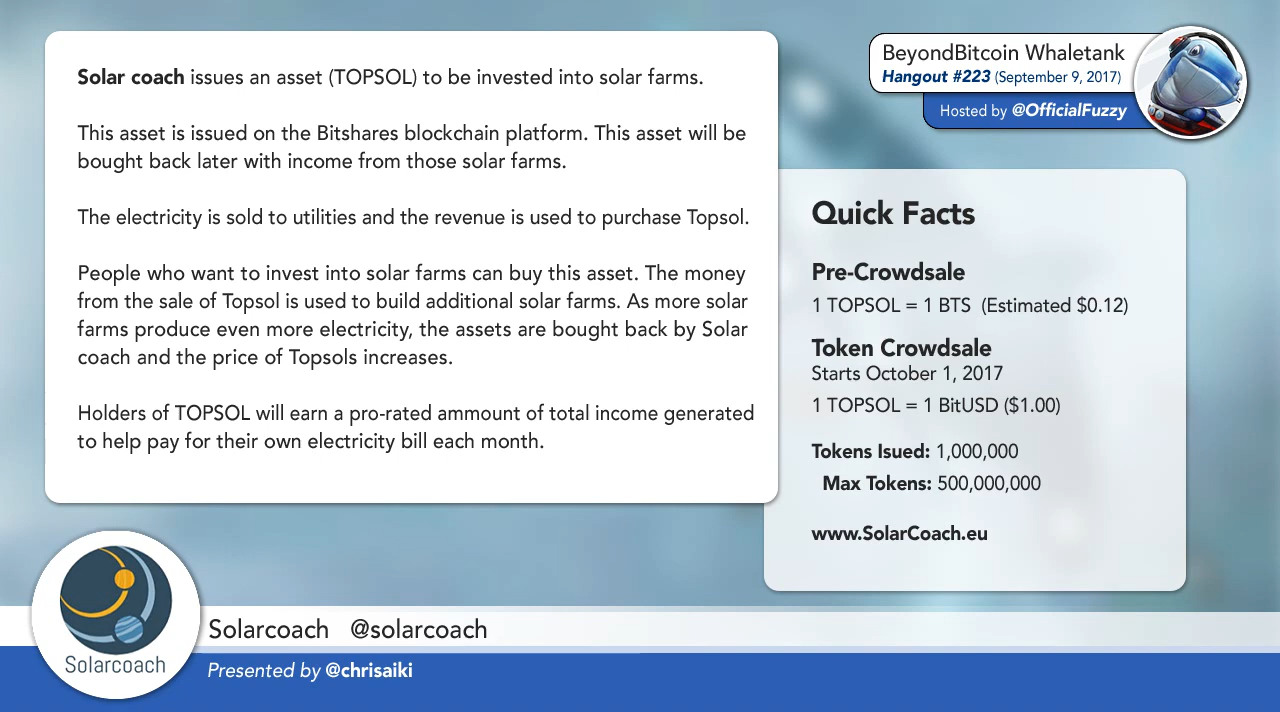 Solar coach issues an asset (TOPSOL) to be invested into solar farms.
This asset is issued on the Bitshares blockchain platform. This asset will be
bought back later with income from those solar farms.
The electricity is sold to utilities and the revenue is used to purchase Topsol.
People who want to invest into solar farms can buy this asset. The money
from the sale of Topsol is used to build additional solar farms. As more solar
farms produce even more electricity, the assets are bought back by Solar
coach and the price of Topsols increases.
Holders of TOPSOL will earn a pro-rated ammount of total income generated
to help pay for their own electricity bill each month.
BeyondBitcoin Whaletank
Hangout #223 (September 9, 2017)
Hosted by @OfficialFuzzy
Quick Facts
Pre-Crowdsale
1 TOPSOL = 1 BTS (Estimated $0.12)
Token Crowdsale
Starts October 1, 2017
1 TOPSOL = 1 BitUSD ($1.00)
Tokens Isued: 1,000,000
Max Tokens: 500,000,000
www.SolarCoach.eu
Solarcoach
Solarcoach @solarcoach
Presented by @chrisaiki